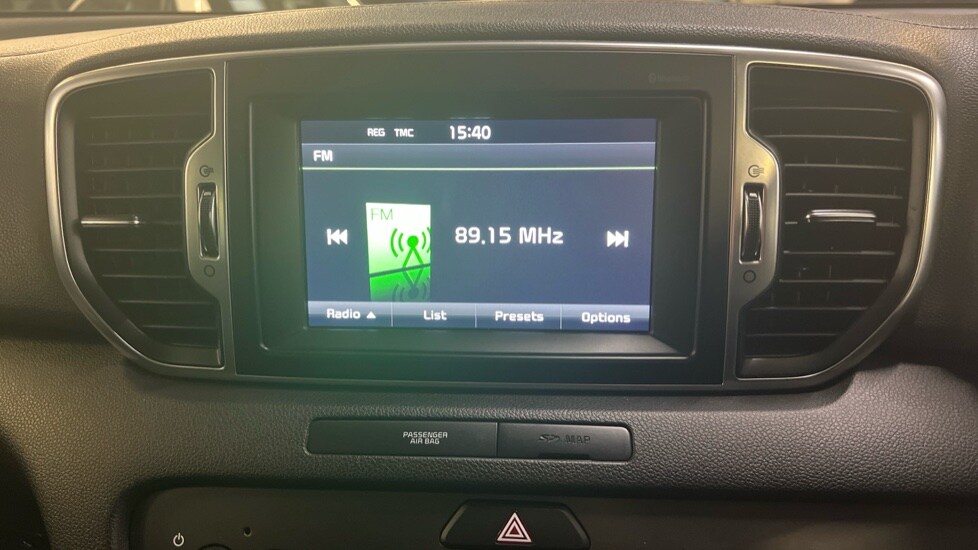 REG TMC 15:40
FM
FM
89.15 MHz
Radio List Presets Options
PASSENGER
AIR BAG
MAP